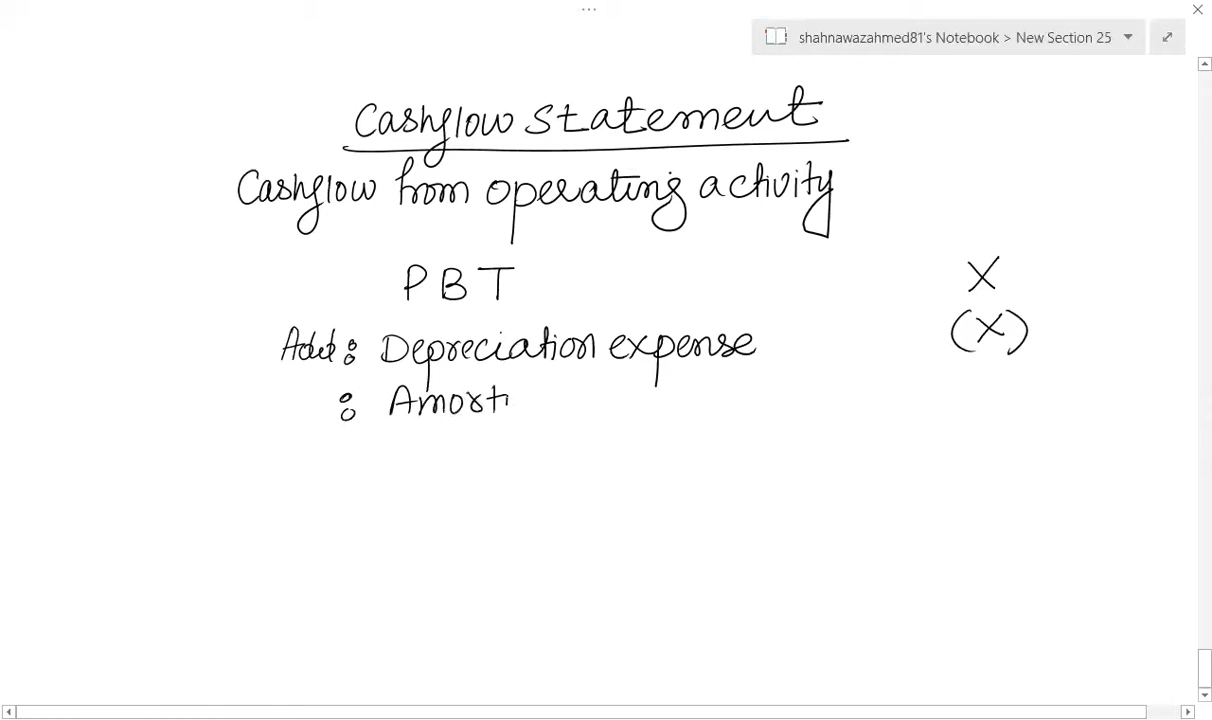 shahnawazahmed81's Notebook > New Section 25
Cashflow Statement
Cashflow from operating activity
PBT X
Add: Depreciation expense (X)
: Amorti